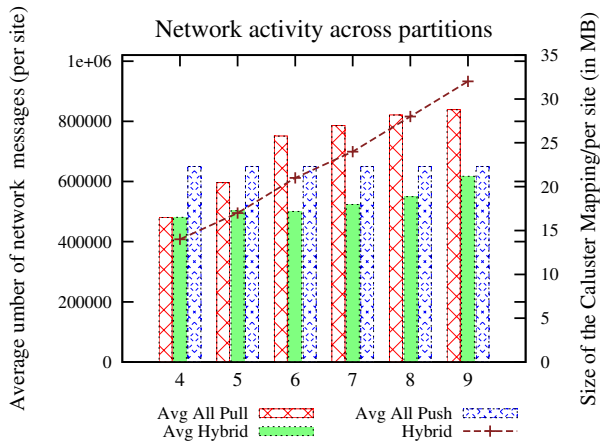 Network activity across partitions
Average umber of network messages (per site)
1e+06
800000
600000
400000
200000
0
35
30
25
20
15
10
5
0
Size of the Caluster Mapping/per site (in MB)
4 5 6 7 8 9
Avg All Pull
Avg All Push
Avg Hybrid
Hybrid